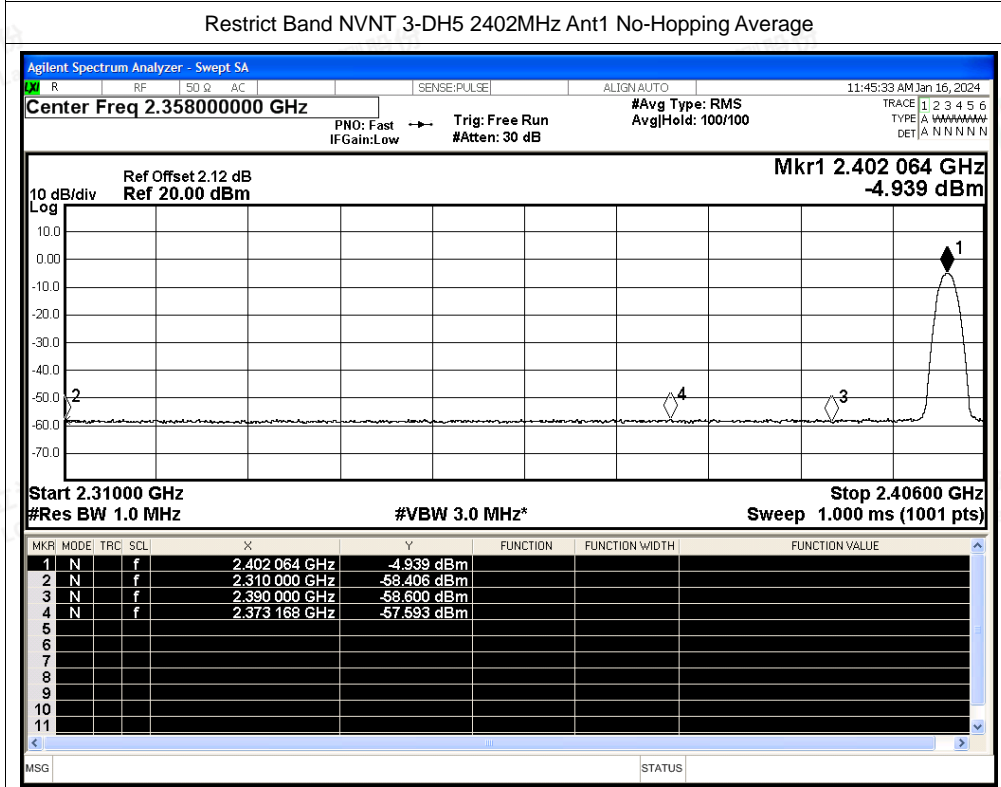 Restrict Band NVNT 3-DH5 2402MHz Ant1 No-Hopping Average
Agilent Spectrum Analyzer - Swept SA
LXI R RF 50 Ω AC SENSE:PULSE ALIGN AUTO 11:45:33 AM Jan 16, 2024
Center Freq 2.358000000 GHz #Avg Type: RMS TRACE 1 2 3 4 5 6
PNO: Fast Trig: Free Run Avg|Hold: 100/100 TYPE A WWWWW
IFGain:Low #Atten: 30 dB DET A N N N N N
Mkr1 2.402 064 GHz
Ref Offset 2.12 dB
10 dB/div Ref 20.00 dBm -4.939 dBm
Log
10.0
0.00
1
-10.0
-20.0
-30.0
-40.0
-50.0 2 4 3
-60.0
-70.0
Start 2.31000 GHz Stop 2.40600 GHz
#Res BW 1.0 MHz #VBW 3.0 MHz* Sweep 1.000 ms (1001 pts)
MKR MODE TRC SCL X Y FUNCTION FUNCTION WIDTH FUNCTION VALUE
1 N f 2.402 064 GHz -4.939 dBm
2 N f 2.310 000 GHz -58.406 dBm
3 N f 2.390 000 GHz -58.600 dBm
4 N f 2.373 168 GHz -57.593 dBm
5
6
7
8
9
10
11
MSG STATUS